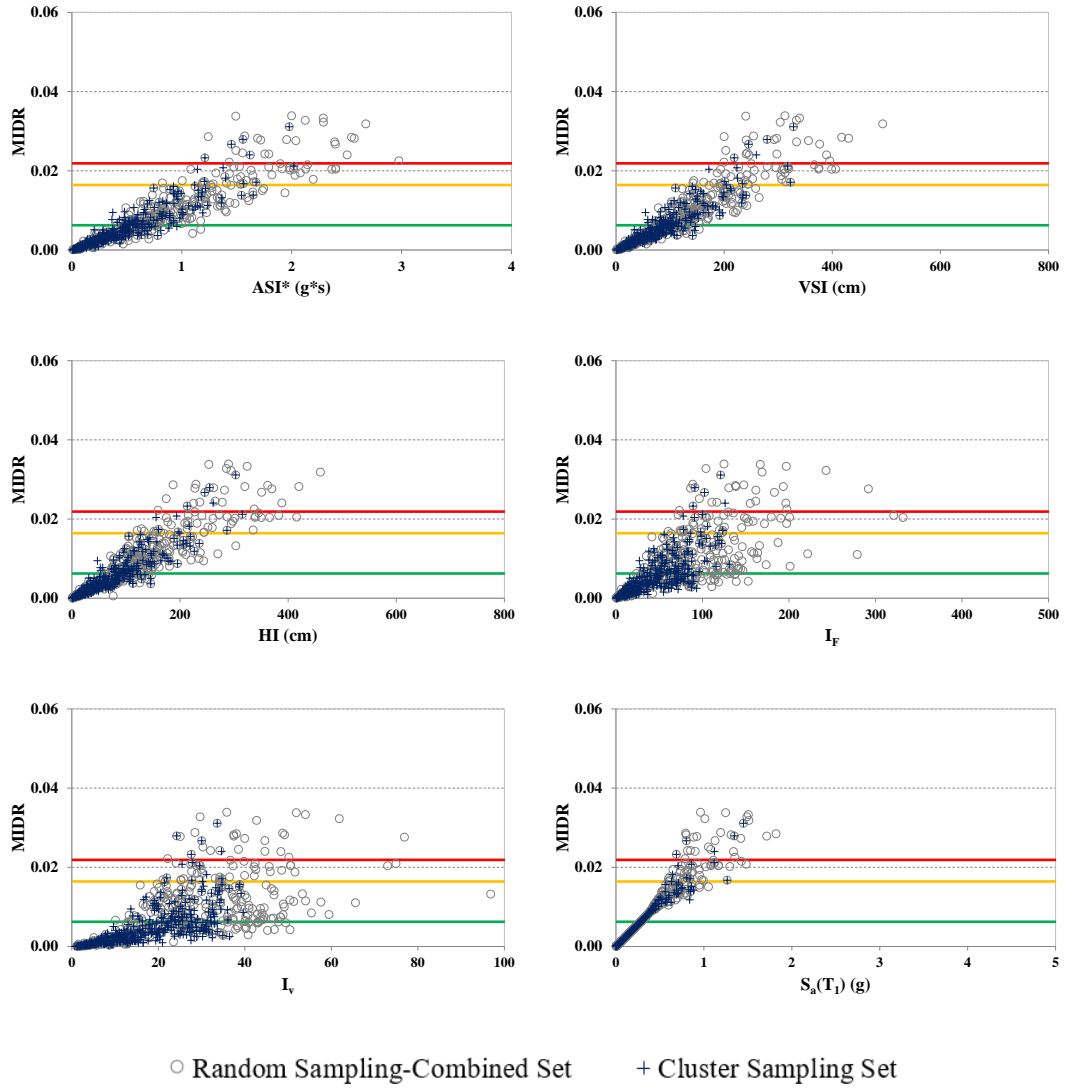 0.06
0.04
0.02
0.00
MIDR
0 1 2 3 4
ASI* (g*s)
0.06
0.04
0.02
0.00
MIDR
0 200 400 600 800
VSI (cm)
0.06
0.04
0.02
0.00
MIDR
0 200 400 600 800
HI (cm)
0.06
0.04
0.02
0.00
MIDR
0 100 200 300 400 500
I_F
0.06
0.04
0.02
0.00
MIDR
0 20 40 60 80 100
I_v
0.06
0.04
0.02
0.00
MIDR
0 1 2 3 4 5
S_a(T_1) (g)
Random Sampling-Combined Set Cluster Sampling Set